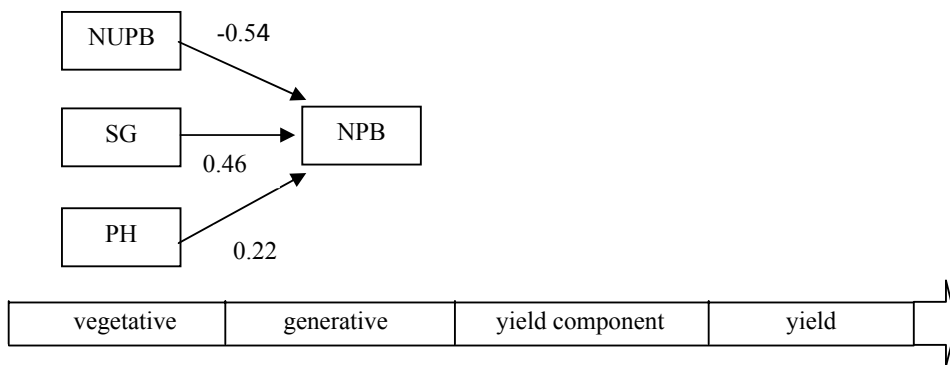 NUPB
-0.54
SG
NPB
0.46
PH
0.22
vegetative generative yield component yield